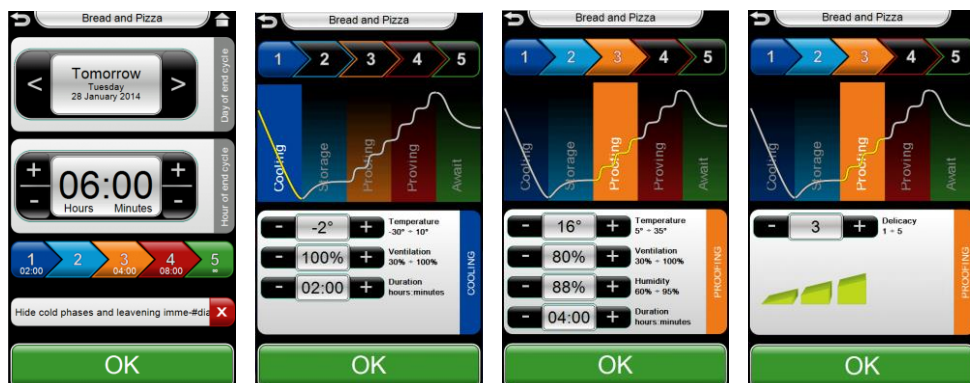 Bread and Pizza
<
Tomorrow
Tuesday
28 January 2014
>
Day of end cycle
+
-
06:00
Hours Minutes
+
-
Hour of end cycle
1
02:00
2
3
04:00
4
08:00
5
=
Hide cold phases and leavening imme-#dia
X
OK
Bread and Pizza
1 2 3 4 5
Cooling
Storage
Proofing
Proving
Await
- -2° +
Temperature
-30° ÷ 10°
- 100% +
Ventilation
30% ÷ 100%
- 02:00 +
Duration
hours:minutes
COOLING
OK
Bread and Pizza
1 2 3 4 5
Cooling
Storage
Proofing
Proving
Await
- 16° +
Temperature
5° ÷ 35°
- 80% +
Ventilation
30% ÷ 100%
- 88% +
Humidity
60% ÷ 95%
- 04:00 +
Duration
hours:minutes
PROOFING
OK
Bread and Pizza
1 2 3 4 5
Cooling
Storage
Proofing
Proving
Await
- 3 +
Delicacy
1 ÷ 5
PROOFING
OK